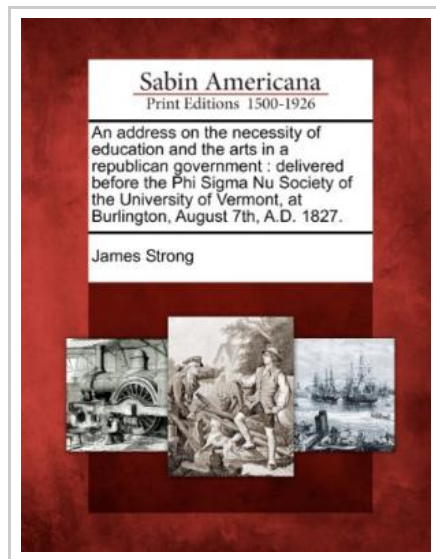 Sabin Americana
Print Editions 1500-1926
An address on the necessity of
education and the arts in a
republican government : delivered
before the Phi Sigma Nu Society of
the University of Vermont, at
Burlington, August 7th, A.D. 1827.
James Strong